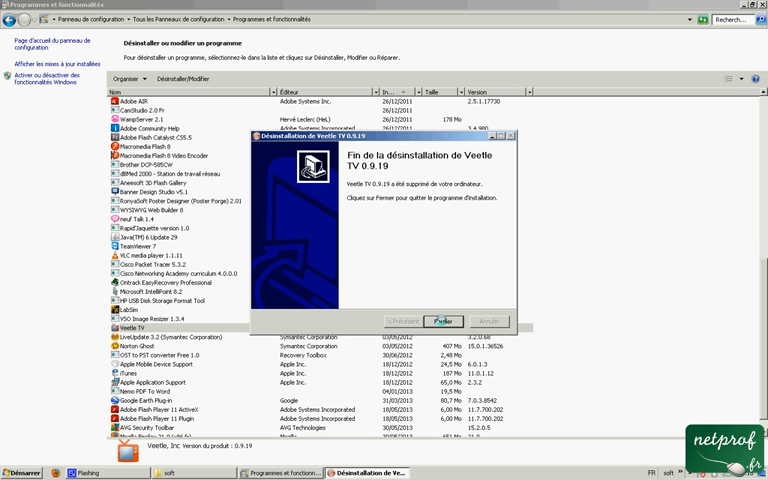 Programmes et fonctionnalités
Panneau de configuration Tous les Panneaux de configuration Programmes et fonctionnalités
Recherch...
Page d'accueil du panneau de configuration
Désinstaller ou modifier un programme
Pour désinstaller un programme, sélectionnez-le dans la liste et cliquez sur Désinstaller, Modifier ou Réparer.
Afficher les mises à jour installées
Activer ou désactiver des fonctionnalités Windows
Organiser Désinstaller/Modifier
Nom Éditeur In... Taille Version
Adobe AIR Adobe Systems Inc. 26/12/2011 2.5.1.17730
CamStudio 2.0 Fr 26/12/2011
WampServer 2.1 Hervé Leclerc (HeL) 26/12/2011 178 Mo
Adobe Community Help Adobe Systems Incorporated 26/12/2011 3.4.980
Adobe Flash Catalyst CS5.5
Macromedia Flash 8
Macromedia Flash 8 Video Encoder
Brother DCP-585CW
dBMed 2000 - Station de travail réseau
Aneesoft 3D Flash Gallery
Banner Design Studio v5.1
RonyaSoft Poster Designer (Poster Forge) 2.01
WYSIWYG Web Builder 8
neuf Talk 1.4
Rapid'Jaquette version 1.0
Java(TM) 6 Update 29
TeamViewer 7
VLC media player 1.1.11
Cisco Packet Tracer 5.3.2
Cisco Networking Academy curriculum 4.0.0.0
Ontrack EasyRecovery Professional
Microsoft IntelliPoint 8.2
HP USB Disk Storage Format Tool
LabSim
VSO Image Resizer 1.3.4
Veetle TV
LiveUpdate 3.2 (Symantec Corporation) Symantec Corporation 03/05/2012 3.2.0.68
Norton Ghost Symantec Corporation 03/05/2012 407 Mo 15.0.1.36526
OST to PST converter Free 1.0 Recovery Toolbox 30/06/2012 2,48 Mo
Apple Mobile Device Support Apple Inc. 18/12/2012 24,5 Mo 6.0.1.3
iTunes Apple Inc. 18/12/2012 187 Mo 11.0.1.12
Apple Application Support Apple Inc. 18/12/2012 65,0 Mo 2.3.2
Nemo PDF To Word 04/01/2013 19,5 Mo
Google Earth Plug-in Google 31/03/2013 80,7 Mo 7.0.3.8542
Adobe Flash Player 11 ActiveX Adobe Systems Incorporated 18/05/2013 6,00 Mo 11.7.700.202
Adobe Flash Player 11 Plugin Adobe Systems Incorporated 18/05/2013 6,00 Mo 11.7.700.202
AVG Security Toolbar AVG Technologies 30/05/2013 15.2.0.5
Désinstallation de Veetle TV 0.9.19
Fin de la désinstallation de Veetle TV 0.9.19
Veetle TV 0.9.19 a été supprimé de votre ordinateur.
Cliquez sur Fermer pour quitter le programme d'installation.
< Précédent Fermer Annuler
Veetle, Inc Version du produit : 0.9.19
netprof.fr
Démarrer Flashing soft Programmes et fonctionn... Désinstallation de Ve... FR soft